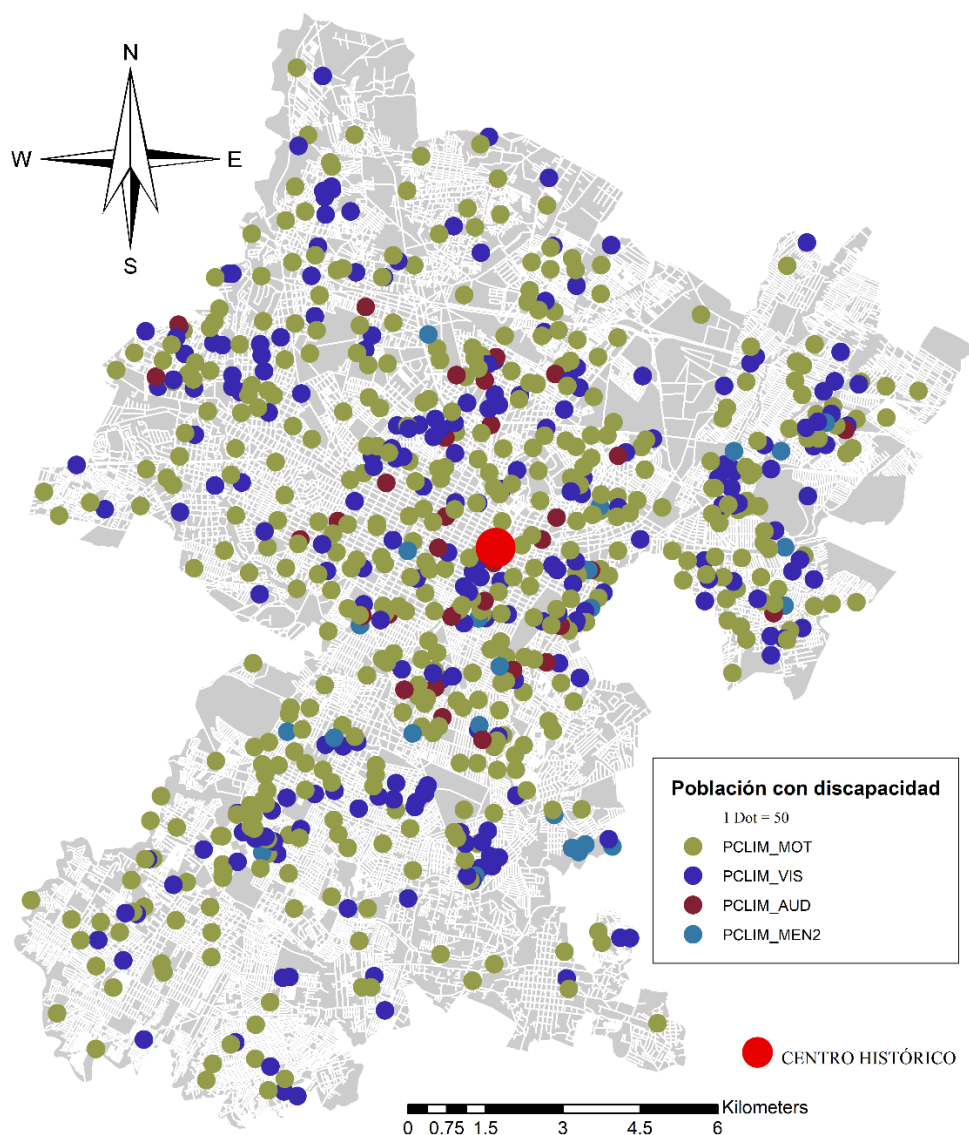 N
W E
S
Población con discapacidad
1 Dot = 50
PCLIM_MOT
PCLIM_VIS
PCLIM_AUD
PCLIM_MEN2
CENTRO HISTÓRICO
Kilometers
0 0.75 1.5 3 4.5 6